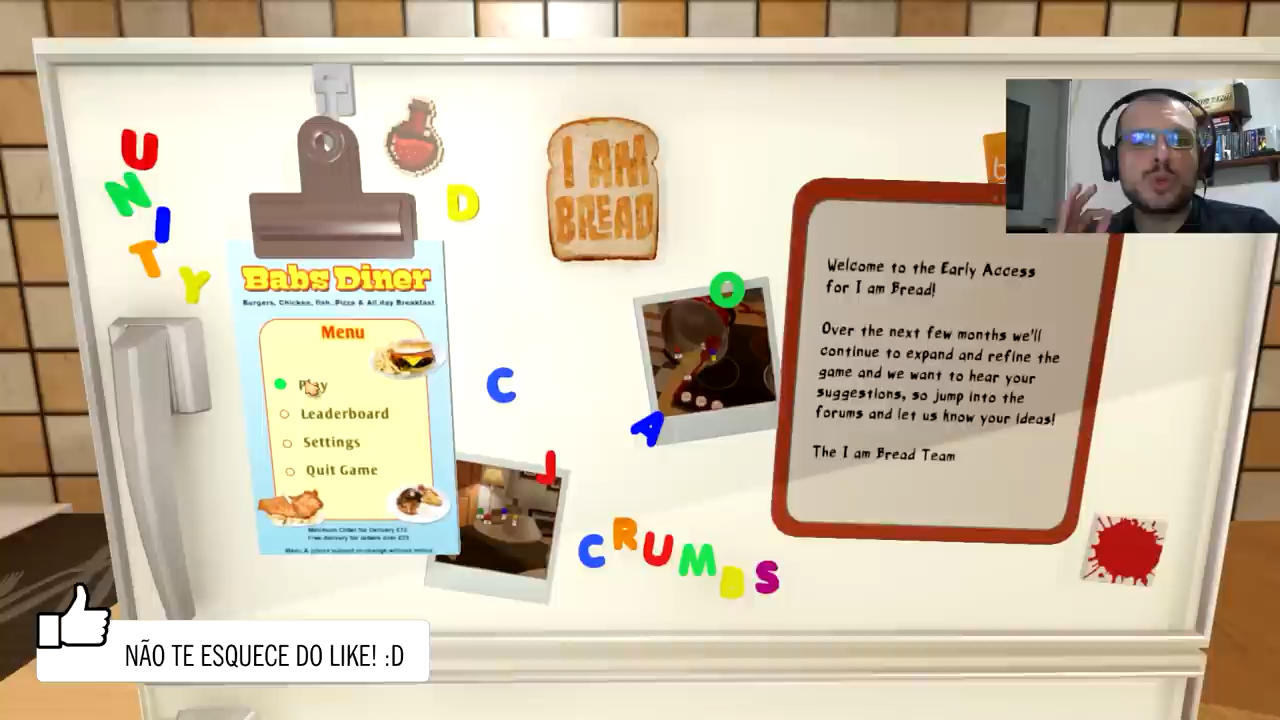 UNITY
D
I AM
BREAD
Babs Diner
Burgers, Chicken, fish, Pizza & All day Breakfast
Menu
Play
Leaderboard
Settings
Quit Game
O
C
A
J
CRUMBS
Welcome to the Early Access
for I am Bread!
Over the next few months we'll
continue to expand and refine the
game and we want to hear your
suggestions, so jump into the
forums and let us know your ideas!
The I am Bread Team
NÃO TE ESQUECE DO LIKE! :D